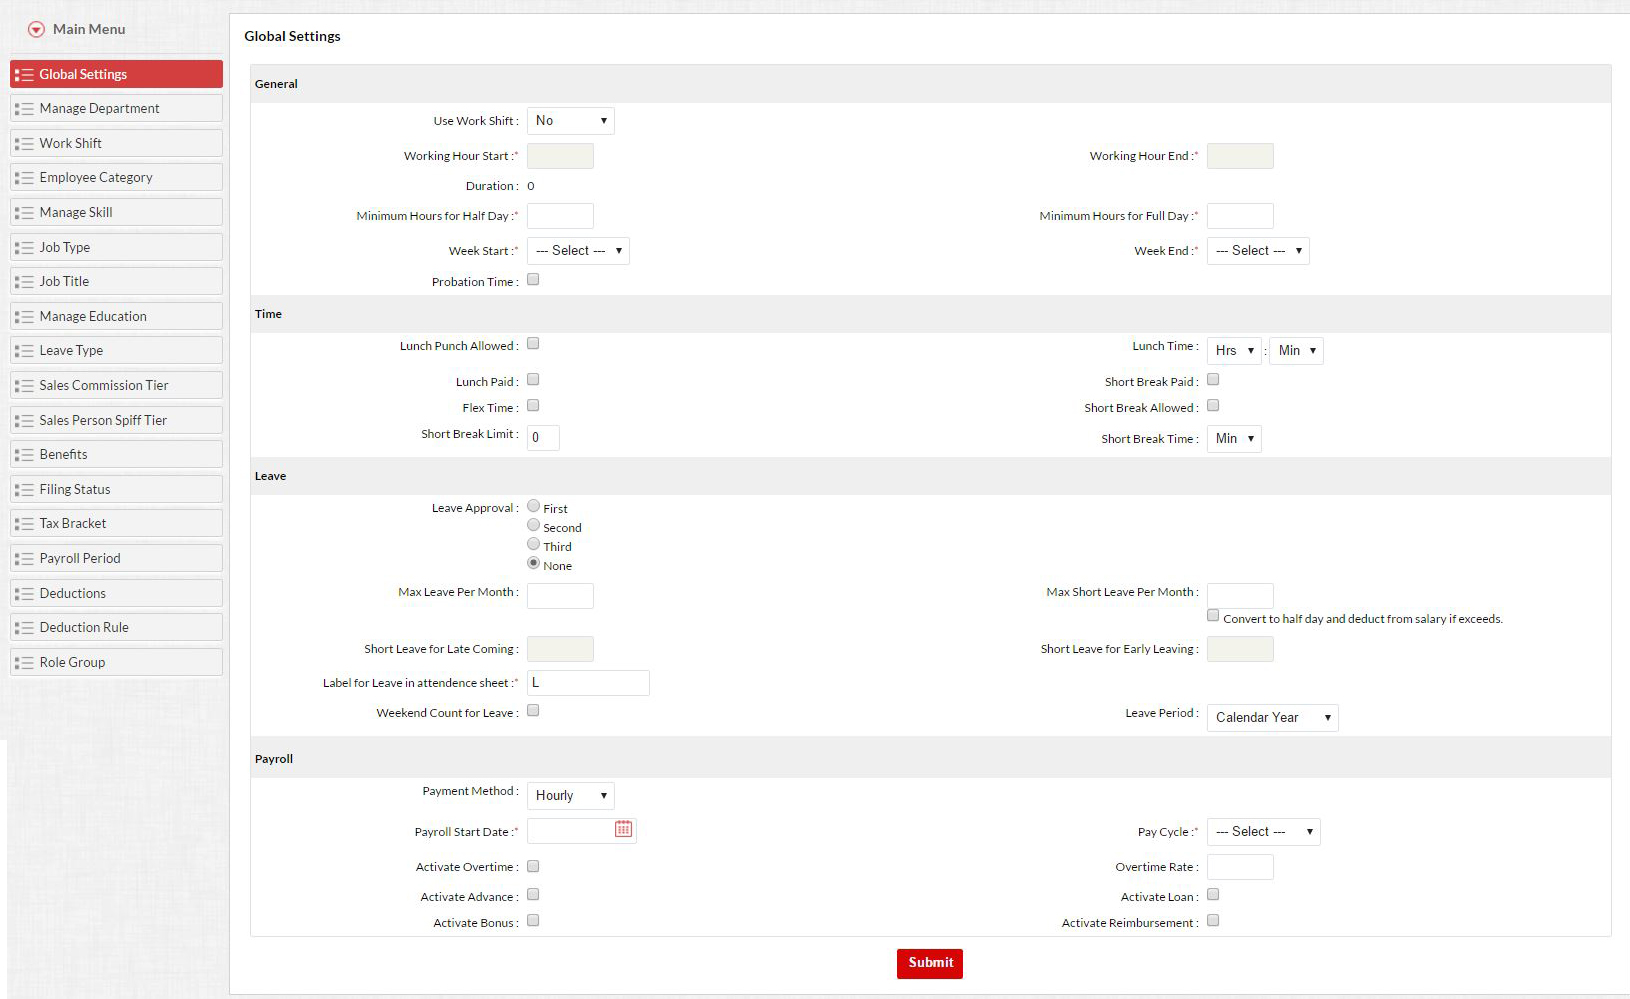 Main Menu
Global Settings
Manage Department
Work Shift
Employee Category
Manage Skill
Job Type
Job Title
Manage Education
Leave Type
Sales Commission Tier
Sales Person Spiff Tier
Benefits
Filing Status
Tax Bracket
Payroll Period
Deductions
Deduction Rule
Role Group
Global Settings
General
Use Work Shift : No
Working Hour Start :* Working Hour End :*
Duration : 0
Minimum Hours for Half Day :* Minimum Hours for Full Day :*
Week Start :* --- Select --- Week End :* --- Select ---
Probation Time :
Time
Lunch Punch Allowed : Lunch Time : Hrs : Min
Lunch Paid : Short Break Paid :
Flex Time : Short Break Allowed :
Short Break Limit : 0 Short Break Time : Min
Leave
Leave Approval : First
Second
Third
None
Max Leave Per Month : Max Short Leave Per Month :
Convert to half day and deduct from salary if exceeds.
Short Leave for Late Coming : Short Leave for Early Leaving :
Label for Leave in attendence sheet :* L
Weekend Count for Leave : Leave Period : Calendar Year
Payroll
Payment Method : Hourly
Payroll Start Date :* Pay Cycle :* --- Select ---
Activate Overtime : Overtime Rate :
Activate Advance : Activate Loan :
Activate Bonus : Activate Reimbursement :
Submit